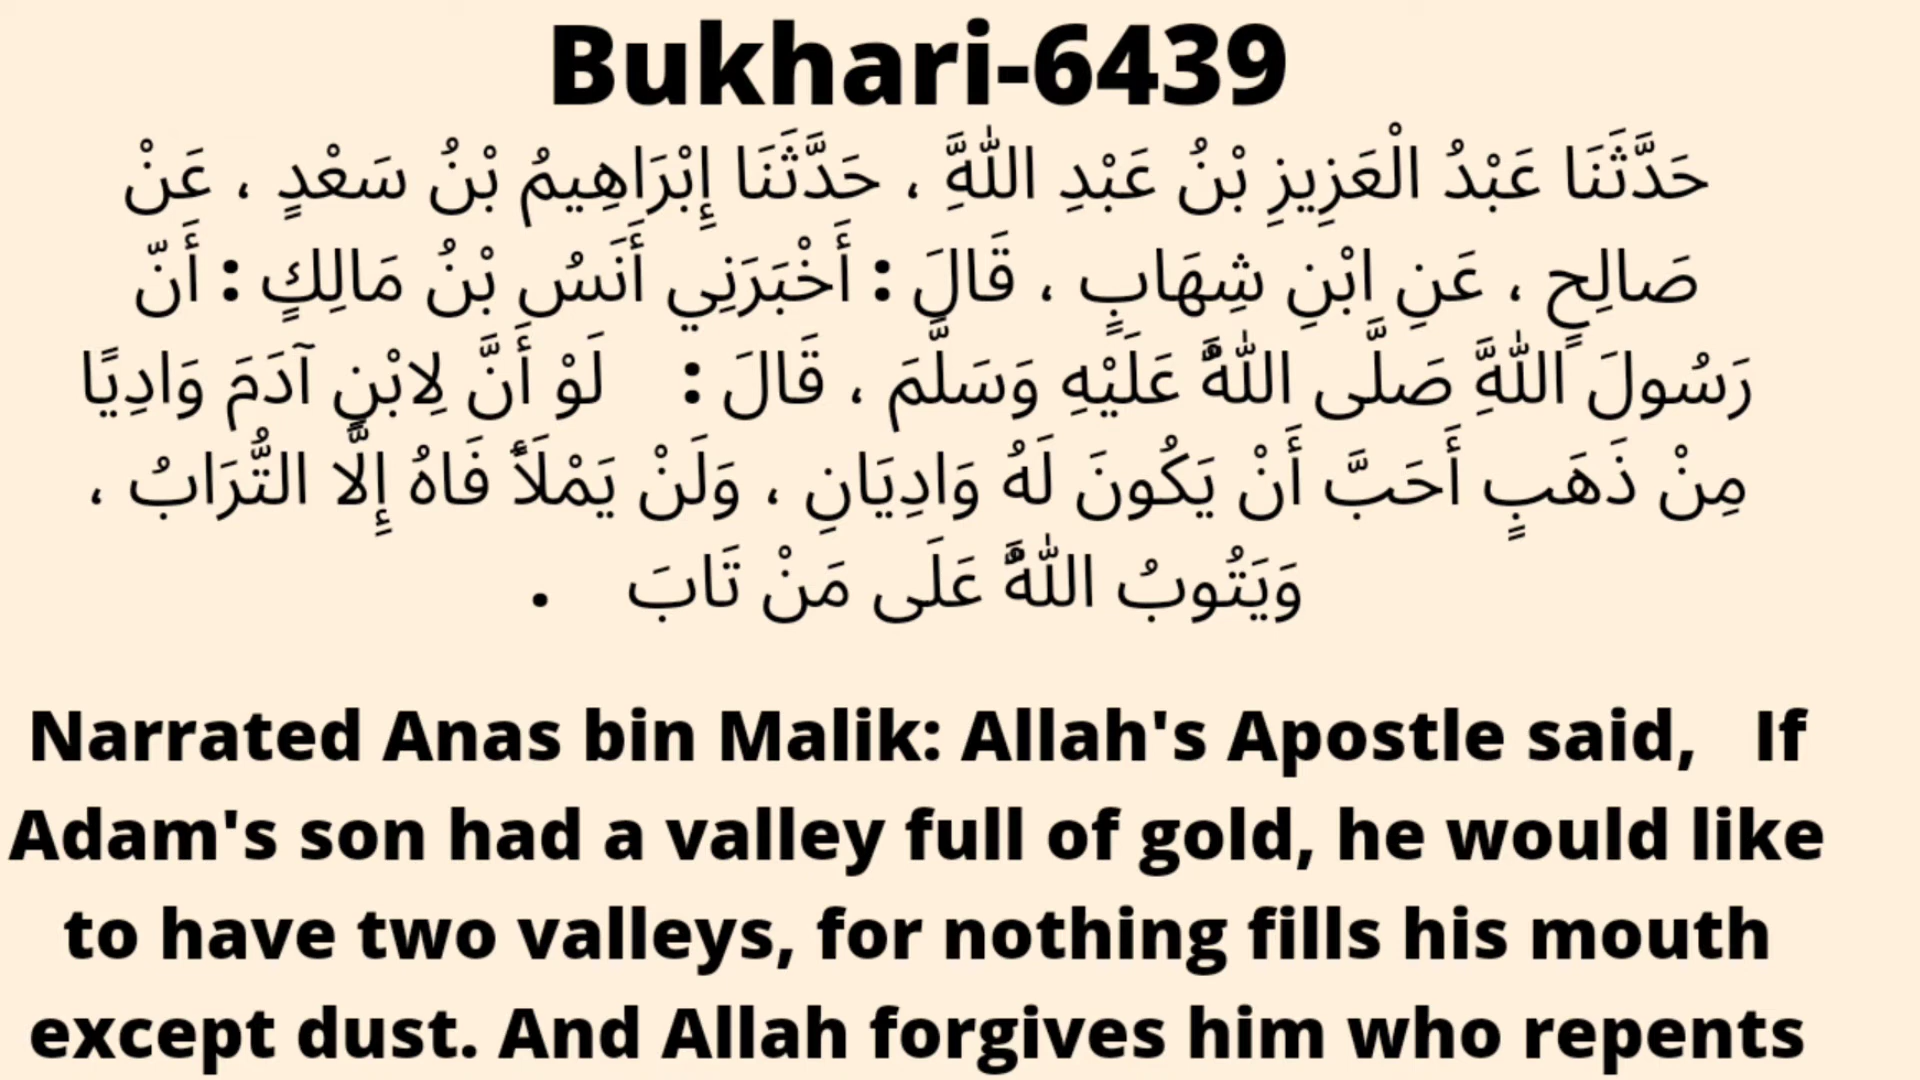 Bukhari-6439
حَدَّثَنَا عَبْدُ الْعَزِيزِ بْنُ عَبْدِ اللَّهِ ، حَدَّثَنَا إِبْرَاهِيمُ بْنُ سَعْدٍ ، عَنْ
صَالِحٍ ، عَنِ ابْنِ شِهَابٍ ، قَالَ : أَخْبَرَنِي أَنَسُ بْنُ مَالِكٍ : أَنّ
رَسُولَ اللَّهِ صَلَّى اللَّهُ عَلَيْهِ وَسَلَّمَ ، قَالَ : لَوْ أَنَّ لِابْنِ آدَمَ وَادِيًا
مِنْ ذَهَبٍ أَحَبَّ أَنْ يَكُونَ لَهُ وَادِيَانِ ، وَلَنْ يَمْلَأَ فَاهُ إِلَّا التُّرَابُ ،
وَيَتُوبُ اللَّهُ عَلَى مَنْ تَابَ .
Narrated Anas bin Malik: Allah's Apostle said, If
Adam's son had a valley full of gold, he would like
to have two valleys, for nothing fills his mouth
except dust. And Allah forgives him who repents